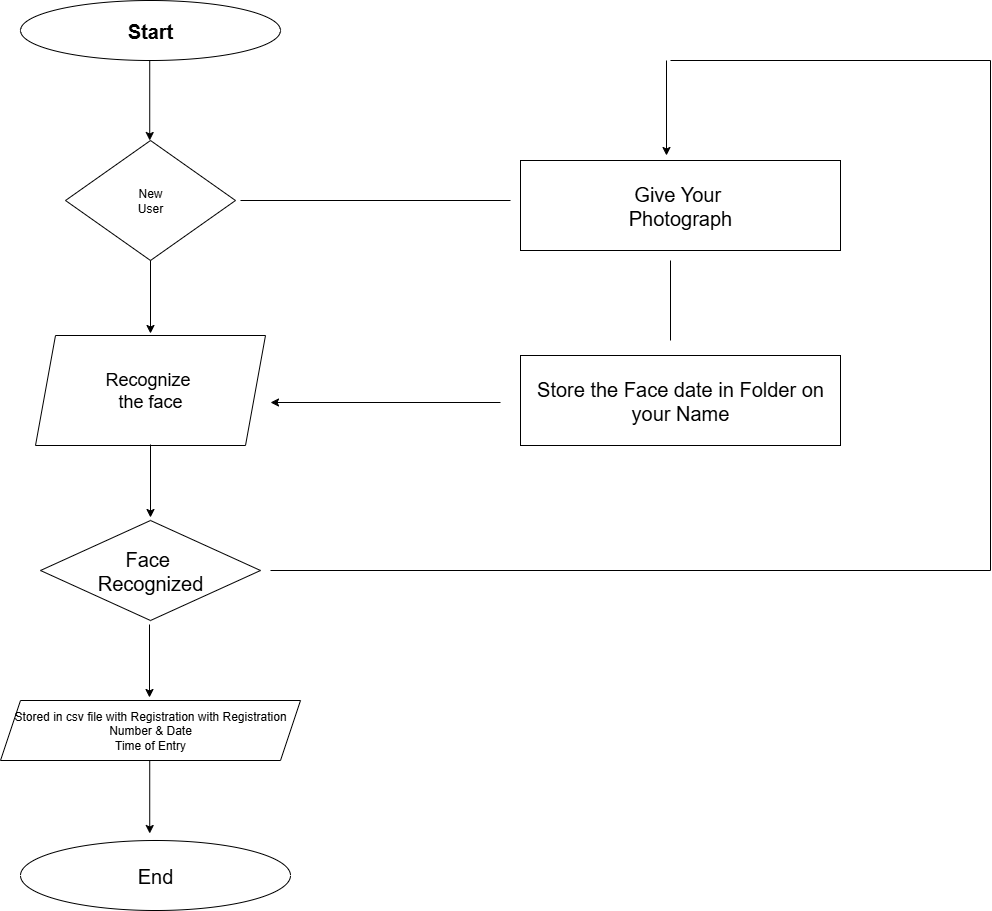 Start
New
User
Give Your
Photograph
Recognize
the face
Store the Face date in Folder on
your Name
Face
Recognized
Stored in csv file with Registration with Registration
Number & Date
Time of Entry
End